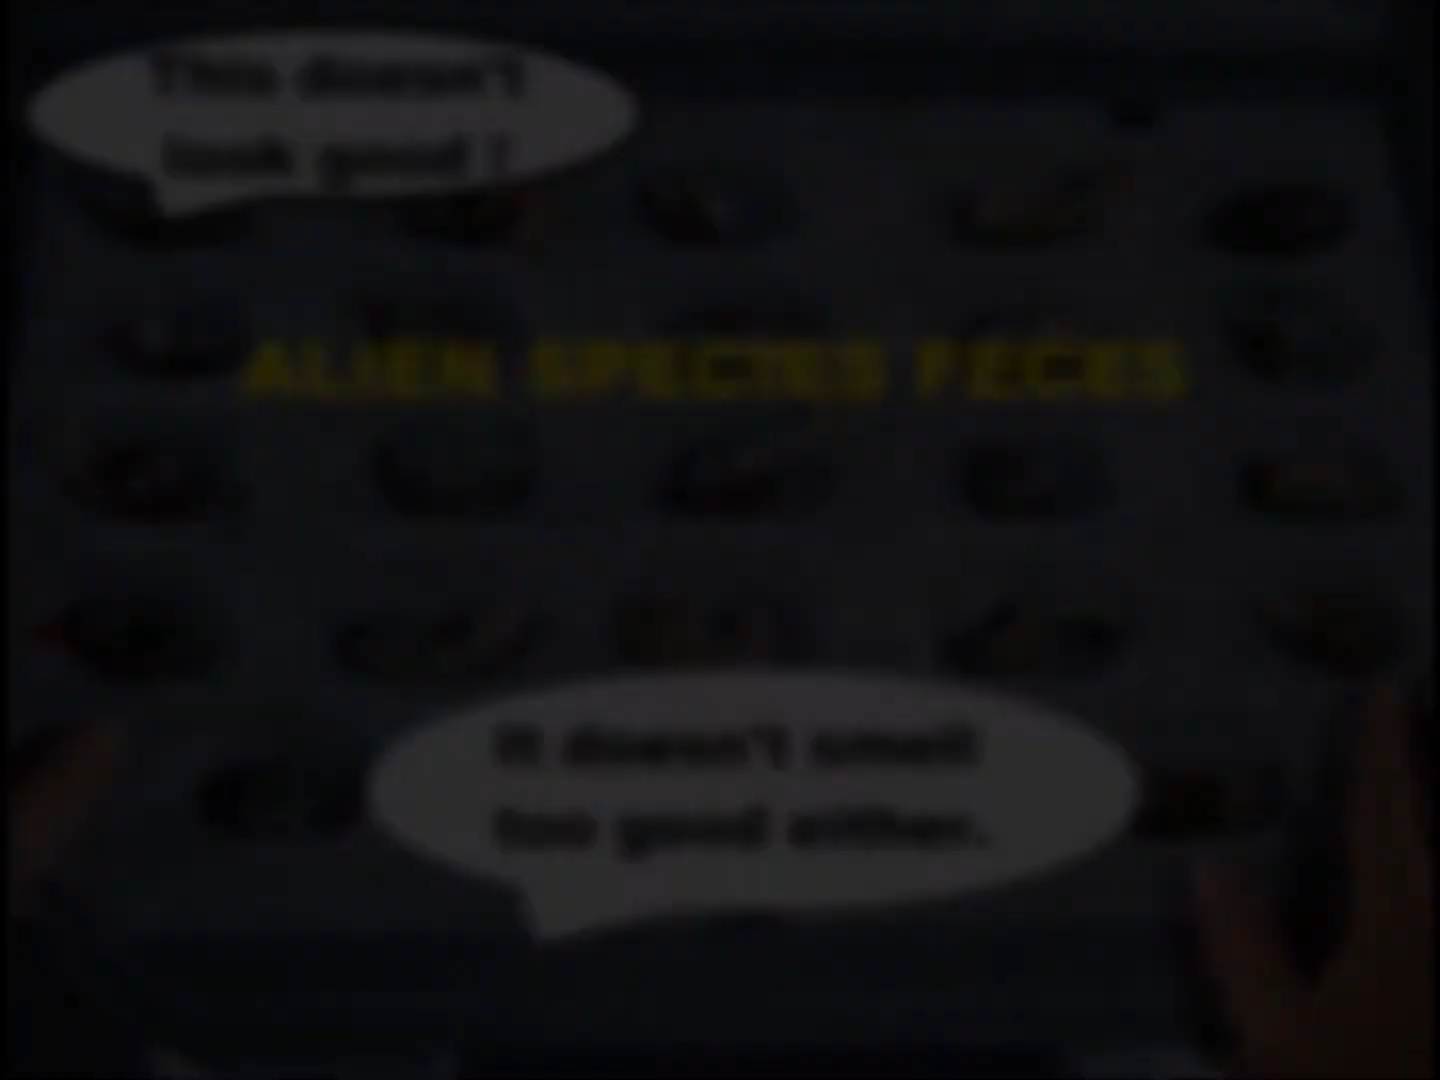 This doesn't
look good !
ALIEN SPECIES FECES
It doesn't smell
too good either.